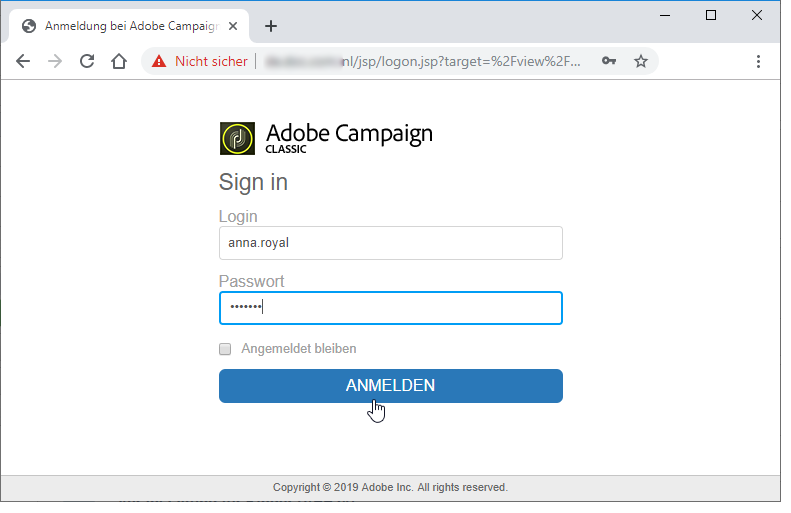 Anmeldung bei Adobe Campaign
Nicht sicher nl/jsp/logon.jsp?target=%2Fview%2F...
Adobe Campaign
CLASSIC
Sign in
Login
anna.royal
Passwort
•••••••
Angemeldet bleiben
ANMELDEN
Copyright © 2019 Adobe Inc. All rights reserved.